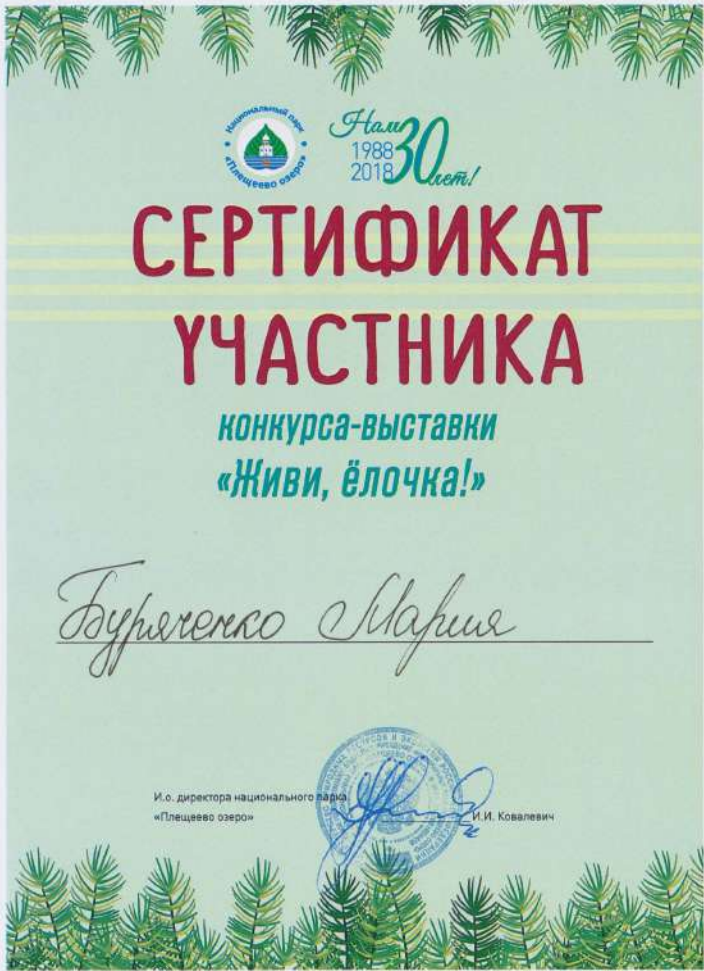 Национальный парк
«Плещеево озеро»
Нам 30 лет!
1988
2018
СЕРТИФИКАТ
УЧАСТНИКА
конкурса-выставки
«Живи, ёлочка!»
Буряченко Мария
И.о. директора национального парка
«Плещеево озеро» И.И. Ковалевич